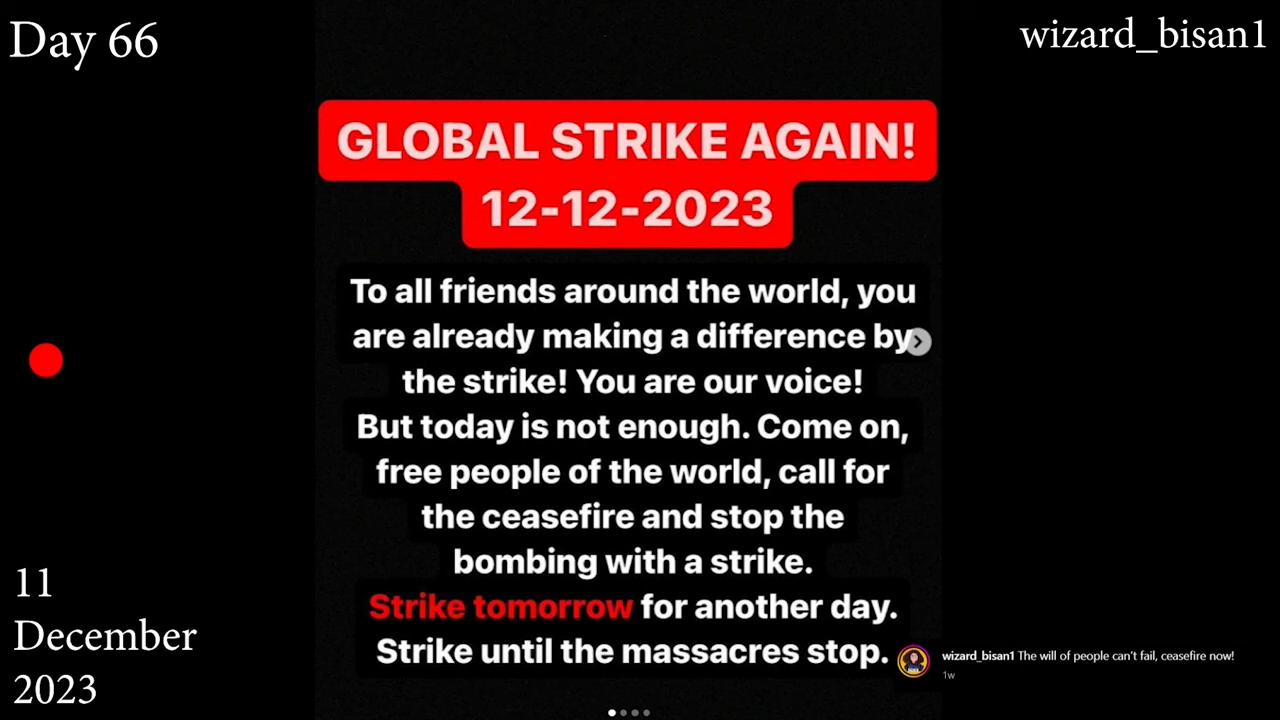 Day 66
wizard_bisan1
GLOBAL STRIKE AGAIN!
12-12-2023
To all friends around the world, you
are already making a difference by
the strike! You are our voice!
But today is not enough. Come on,
free people of the world, call for
the ceasefire and stop the
bombing with a strike.
Strike tomorrow for another day.
Strike until the massacres stop.
11
December
2023
wizard_bisan1 The will of people can't fail, ceasefire now!
1w